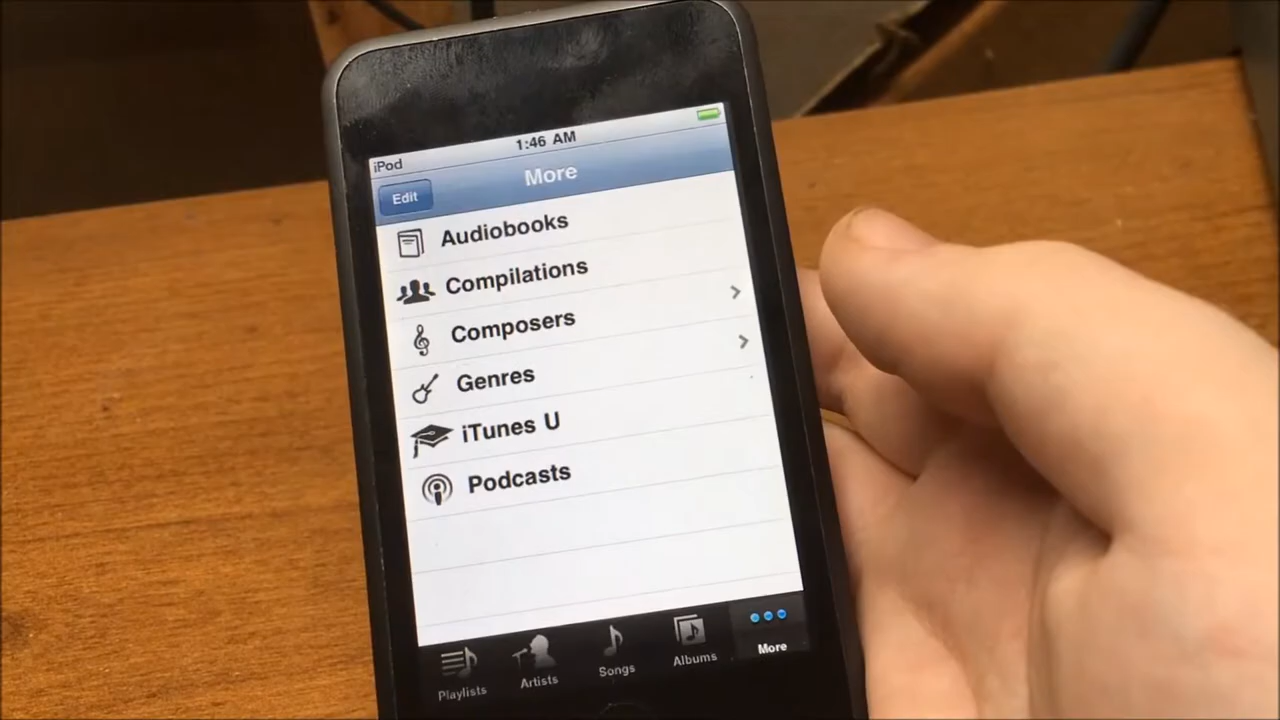 iPod 1:46 AM
Edit More
Audiobooks
Compilations
Composers
Genres
iTunes U
Podcasts
Playlists Artists Songs Albums More